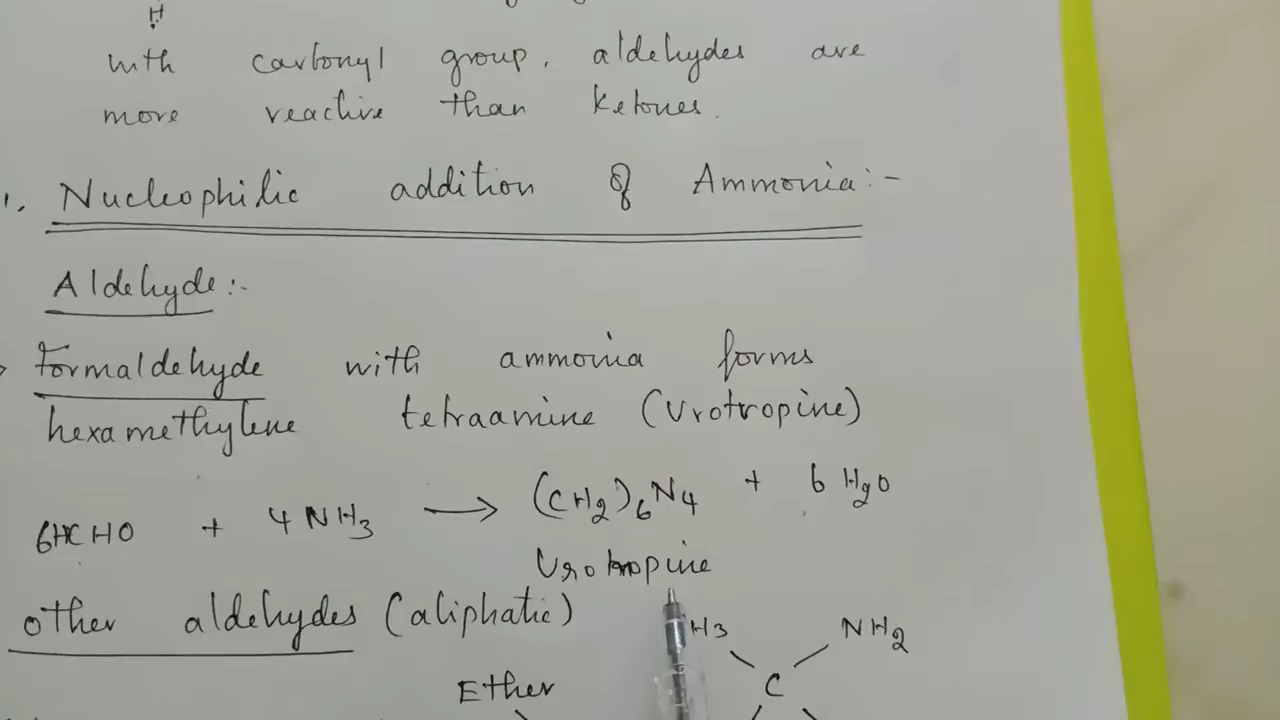 H
with carbonyl group, aldehydes are
more reactive than ketones.
1. Nucleophilic addition of Ammonia:-
Aldehyde:-
Formaldehyde with ammonia forms
hexamethylene tetraamine (Urotropine)
6HCHO + 4NH3 → (CH2)6N4 + 6H2O
Urotropine
other aldehydes (aliphatic)
H3 NH2
Ether C